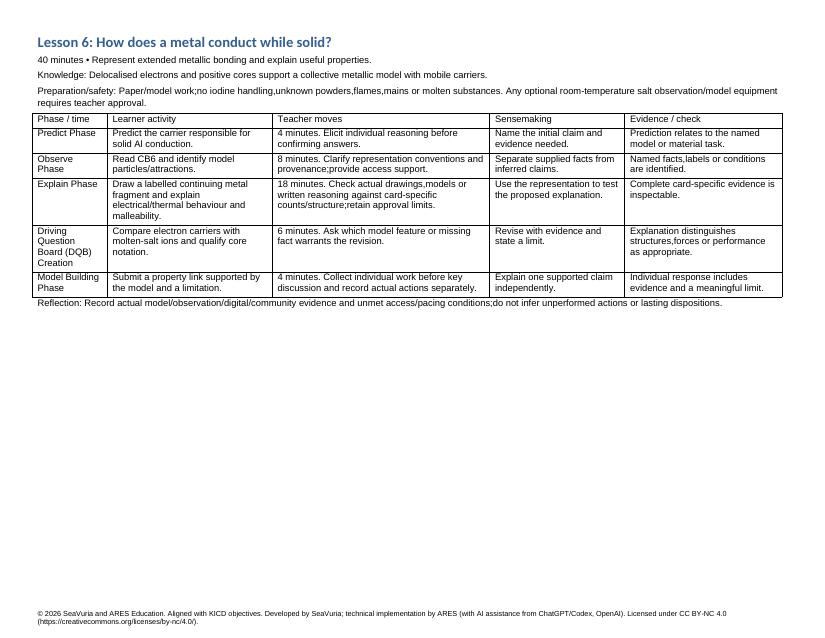 Lesson 6: How does a metal conduct while solid?
40 minutes • Represent extended metallic bonding and explain useful properties.
Knowledge: Delocalised electrons and positive cores support a collective metallic model with mobile carriers.
Preparation/safety: Paper/model work;no iodine handling,unknown powders,flames,mains or molten substances. Any optional room-temperature salt observation/model equipment
requires teacher approval.
Phase / time
Learner activity
Teacher moves
Sensemaking
Evidence / check
Predict Phase
Predict the carrier responsible for
solid Al conduction.
4 minutes. Elicit individual reasoning before
confirming answers.
Name the initial claim and
evidence needed.
Prediction relates to the named
model or material task.
Observe
Phase
Read CB6 and identify model
particles/attractions.
8 minutes. Clarify representation conventions and
provenance;provide access support.
Separate supplied facts from
inferred claims.
Named facts,labels or conditions
are identified.
Explain Phase
Draw a labelled continuing metal
fragment and explain
electrical/thermal behaviour and
malleability.
18 minutes. Check actual drawings,models or
written reasoning against card-specific
counts/structure;retain approval limits.
Use the representation to test
the proposed explanation.
Complete card-specific evidence is
inspectable.
Driving
Question
Board (DQB)
Creation
Compare electron carriers with
molten-salt ions and qualify core
notation.
6 minutes. Ask which model feature or missing
fact warrants the revision.
Revise with evidence and
state a limit.
Explanation distinguishes
structures,forces or performance
as appropriate.
Model Building
Phase
Submit a property link supported by
the model and a limitation.
4 minutes. Collect individual work before key
discussion and record actual actions separately.
Explain one supported claim
independently.
Individual response includes
evidence and a meaningful limit.
Reflection: Record actual model/observation/digital/community evidence and unmet access/pacing conditions;do not infer unperformed actions or lasting dispositions.
© 2026 SeaVuria and ARES Education. Aligned with KICD objectives. Developed by SeaVuria; technical implementation by ARES (with AI assistance from ChatGPT/Codex, OpenAI). Licensed under CC BY-NC 4.0
(https://creativecommons.org/licenses/by-nc/4.0/).